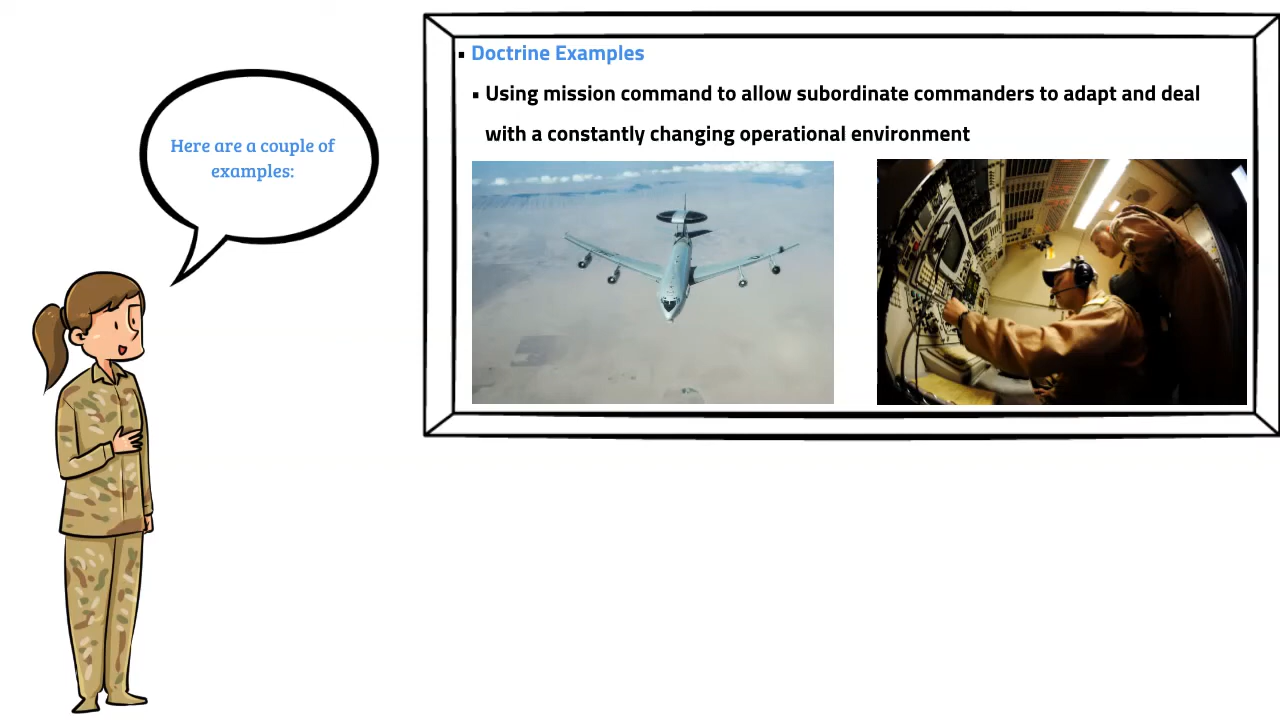 Here are a couple of
examples:
▪ Doctrine Examples
▪ Using mission command to allow subordinate commanders to adapt and deal
with a constantly changing operational environment